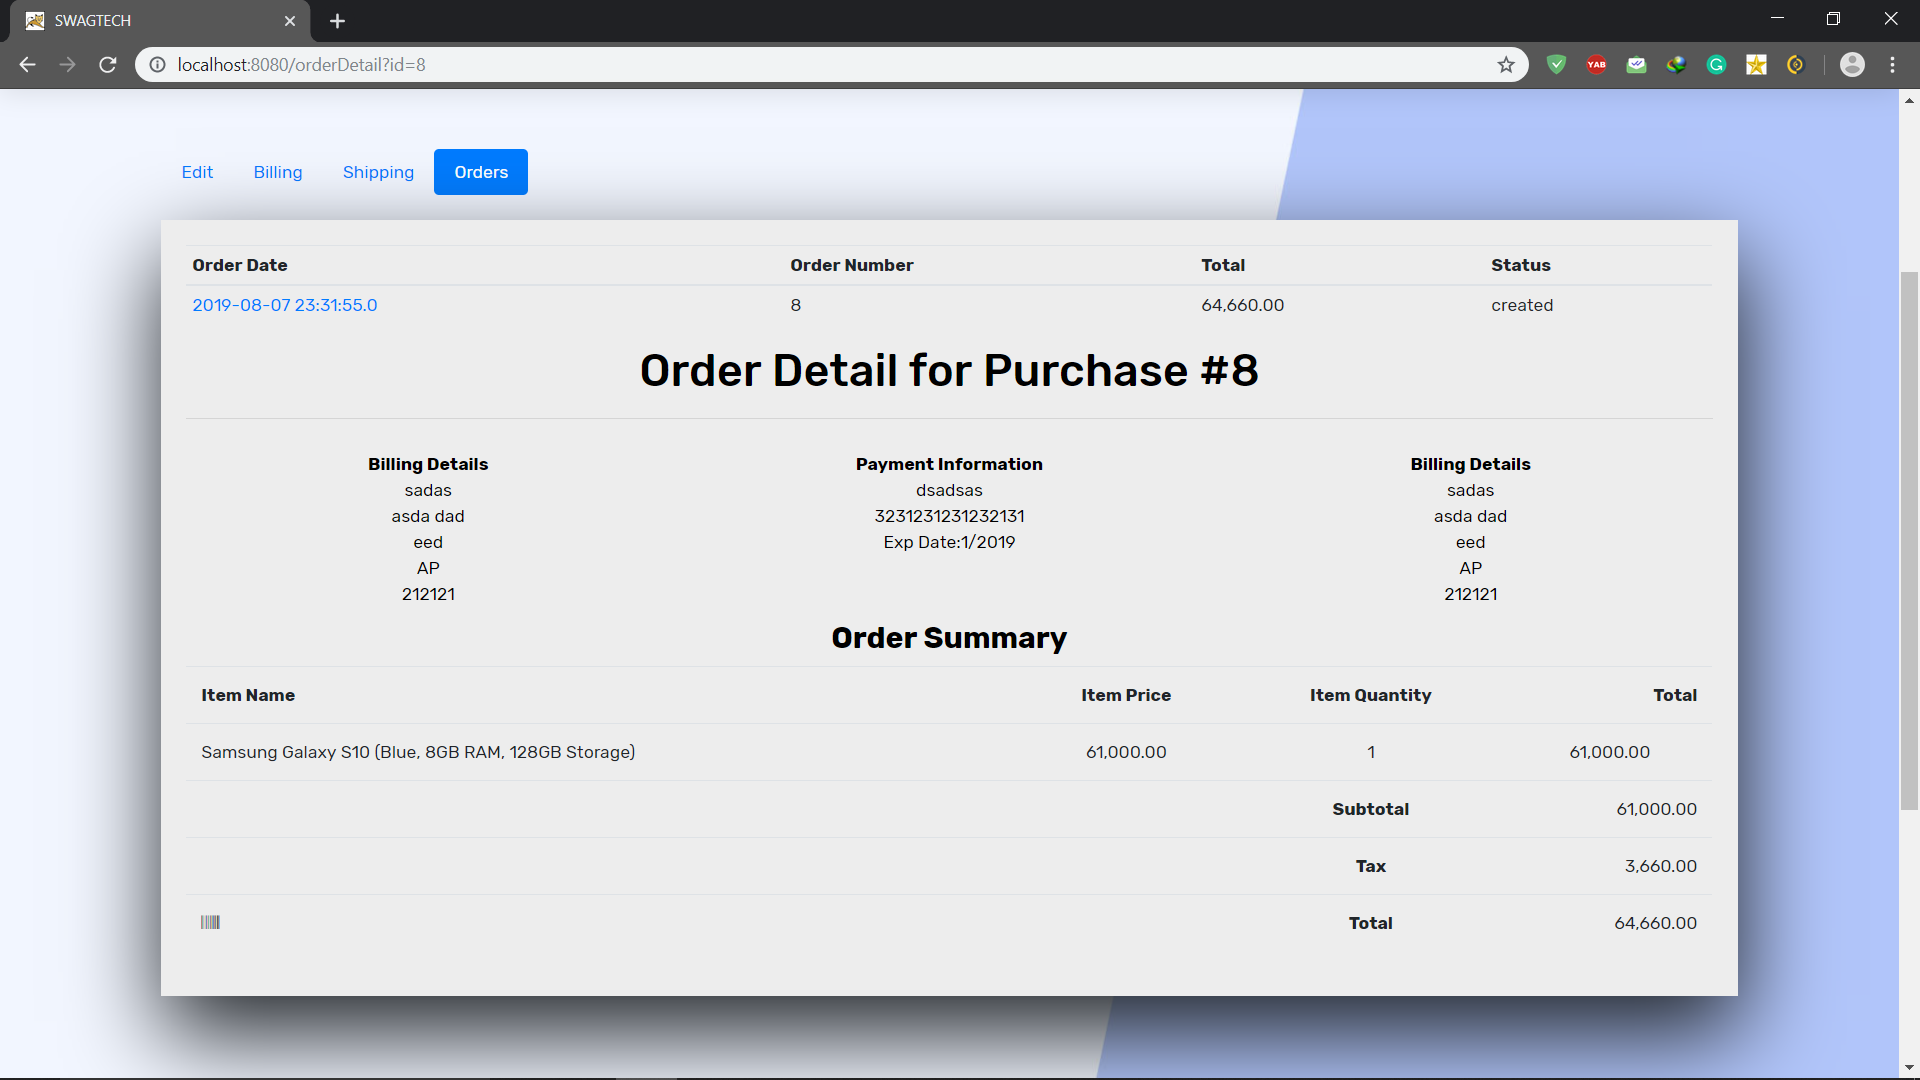 SWAGTECH
localhost:8080/orderDetail?id=8
YAB
Edit Billing Shipping Orders
Order Date Order Number Total Status
2019-08-07 23:31:55.0 8 64,660.00 created
Order Detail for Purchase #8
Billing Details
sadas
asda dad
eed
AP
212121
Payment Information
dsadsas
3231231231232131
Exp Date:1/2019
Billing Details
sadas
asda dad
eed
AP
212121
Order Summary
Item Name Item Price Item Quantity Total
Samsung Galaxy S10 (Blue, 8GB RAM, 128GB Storage) 61,000.00 1 61,000.00
Subtotal 61,000.00
Tax 3,660.00
Total 64,660.00